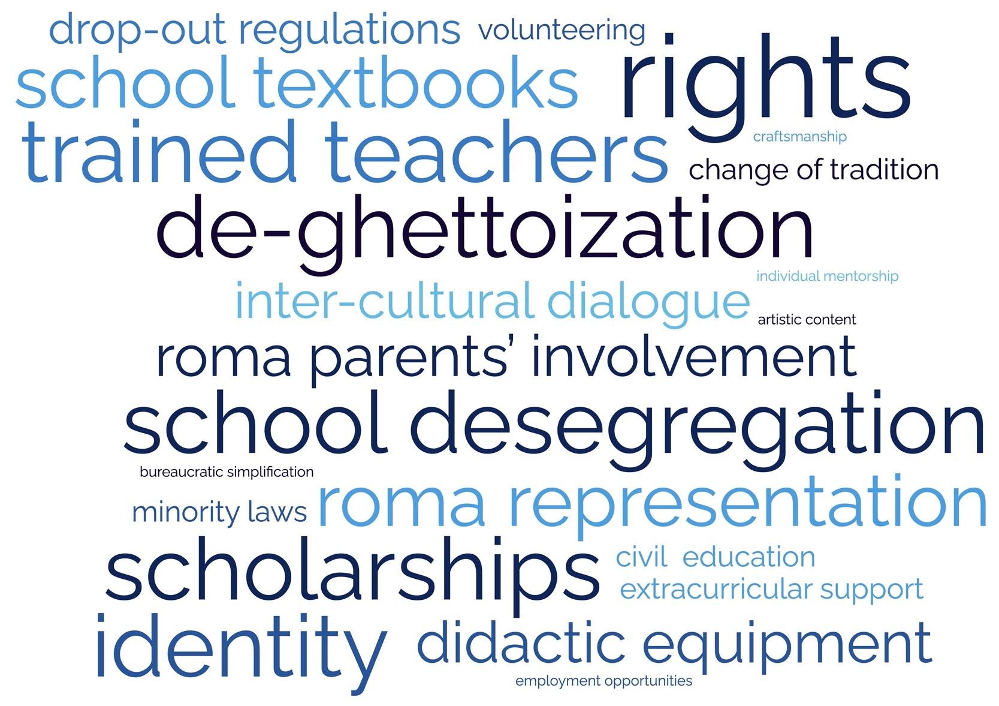 drop-out regulations volunteering
school textbooks rights
craftsmanship
trained teachers
change of tradition
de-ghettoization
individual mentorship
inter-cultural dialogue
artistic content
roma parents’ involvement
school desegregation
bureaucratic simplification
minority laws roma representation
scholarships civil education
extracurricular support
identity didactic equipment
employment opportunities